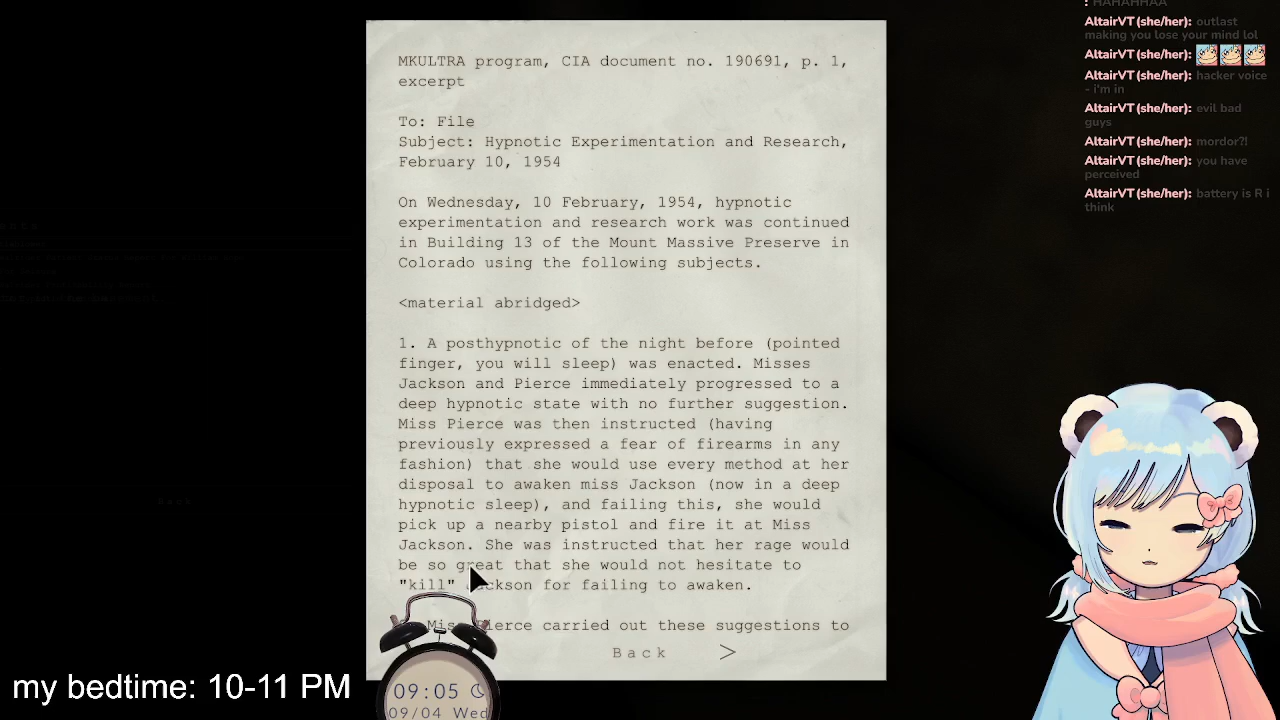 MKULTRA program, CIA document no. 190691, p. 1,
excerpt
To: File
Subject: Hypnotic Experimentation and Research,
February 10, 1954
On Wednesday, 10 February, 1954, hypnotic
experimentation and research work was continued
in Building 13 of the Mount Massive Preserve in
Colorado using the following subjects.
<material abridged>
1. A posthypnotic of the night before (pointed
finger, you will sleep) was enacted. Misses
Jackson and Pierce immediately progressed to a
deep hypnotic state with no further suggestion.
Miss Pierce was then instructed (having
previously expressed a fear of firearms in any
fashion) that she would use every method at her
disposal to awaken miss Jackson (now in a deep
hypnotic sleep), and failing this, she would
pick up a nearby pistol and fire it at Miss
Jackson. She was instructed that her rage would
be so great that she would not hesitate to
"kill" Jackson for failing to awaken.
Miss Pierce carried out these suggestions to
Back >
09:05
09/04 Wed
my bedtime: 10-11 PM
: HAHAHHAA
AltairVT (she/her): outlast
making you lose your mind lol
AltairVT (she/her):
AltairVT (she/her): hacker voice
- i'm in
AltairVT (she/her): evil bad
guys
AltairVT (she/her): mordor?!
AltairVT (she/her): you have
perceived
AltairVT (she/her): battery is R i
think